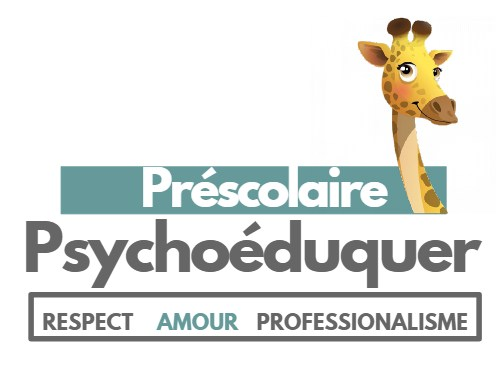 Préscolaire
Psychoéduquer
RESPECT AMOUR PROFESSIONALISME